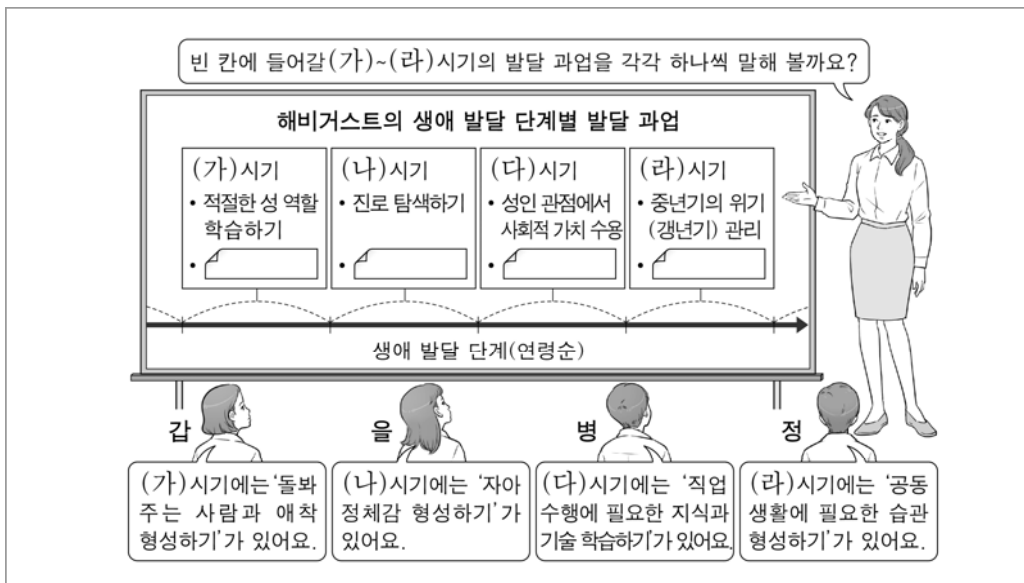 빈 칸에 들어갈 (가)~(라)시기의 발달 과업을 각각 하나씩 말해 볼까요?
해비거스트의 생애 발달 단계별 발달 과업
(가)시기
• 적절한 성 역할
학습하기
•
(나)시기
• 진로 탐색하기
•
(다)시기
• 성인 관점에서
사회적 가치 수용
•
(라)시기
• 중년기의 위기
(갱년기) 관리
•
생애 발달 단계(연령순)
갑
(가)시기에는 '돌봐
주는 사람과 애착
형성하기'가 있어요.
을
(나)시기에는 '자아
정체감 형성하기'가
있어요.
병
(다)시기에는 '직업
수행에 필요한 지식과
기술 학습하기'가 있어요.
정
(라)시기에는 '공동
생활에 필요한 습관
형성하기'가 있어요.